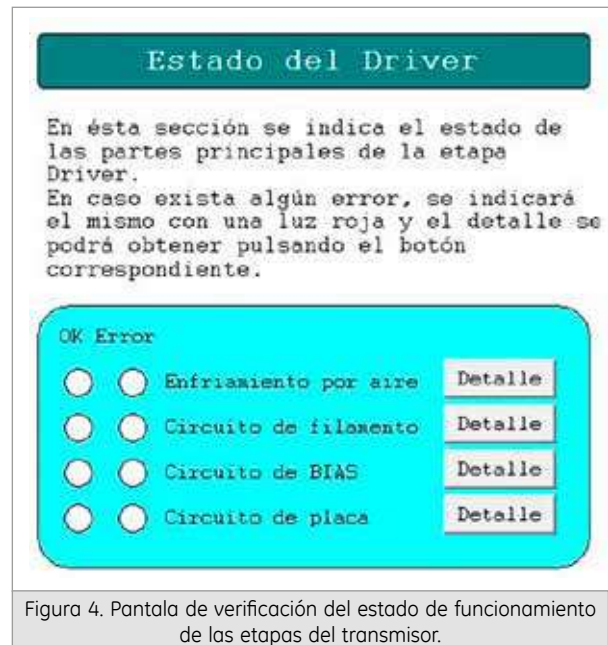 Estado del Driver
En ésta sección se indica el estado de
las partes principales de la etapa
Driver.
En caso exista algún error, se indicará
el mismo con una luz roja y el detalle se
podrá obtener pulsando el botón
correspondiente.
OK Error
Enfriamiento por aire Detalle
Circuito de filamento Detalle
Circuito de BIAS Detalle
Circuito de placa Detalle
Figura 4. Pantala de verificación del estado de funcionamiento
de las etapas del transmisor.